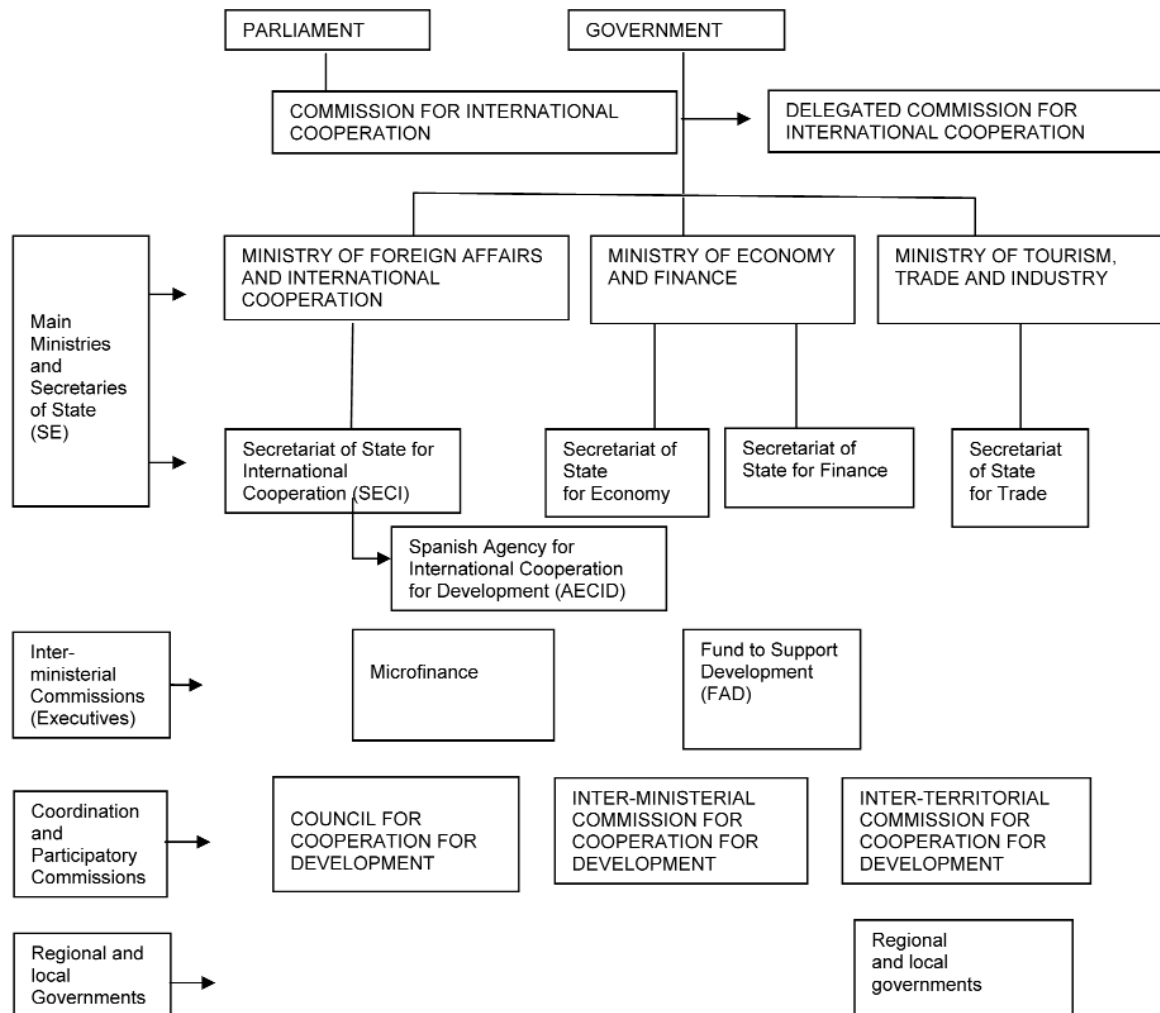 PARLIAMENT
GOVERNMENT
COMMISSION FOR INTERNATIONAL
COOPERATION
DELEGATED COMMISSION FOR
INTERNATIONAL COOPERATION
Main
Ministries
and
Secretaries
of State
(SE)
MINISTRY OF FOREIGN AFFAIRS
AND INTERNATIONAL
COOPERATION
MINISTRY OF ECONOMY
AND FINANCE
MINISTRY OF TOURISM,
TRADE AND INDUSTRY
Secretariat of State for
International
Cooperation (SECI)
Secretariat of
State
for Economy
Secretariat of
State for Finance
Secretariat
of State
for Trade
Spanish Agency for
International Cooperation
for Development (AECID)
Inter-
ministerial
Commissions
(Executives)
Microfinance
Fund to Support
Development
(FAD)
Coordination
and
Participatory
Commissions
COUNCIL FOR
COOPERATION FOR
DEVELOPMENT
INTER-MINISTERIAL
COMMISSION FOR
COOPERATION FOR
DEVELOPMENT
INTER-TERRITORIAL
COMMISSION FOR
COOPERATION FOR
DEVELOPMENT
Regional and
local
Governments
Regional
and local
governments